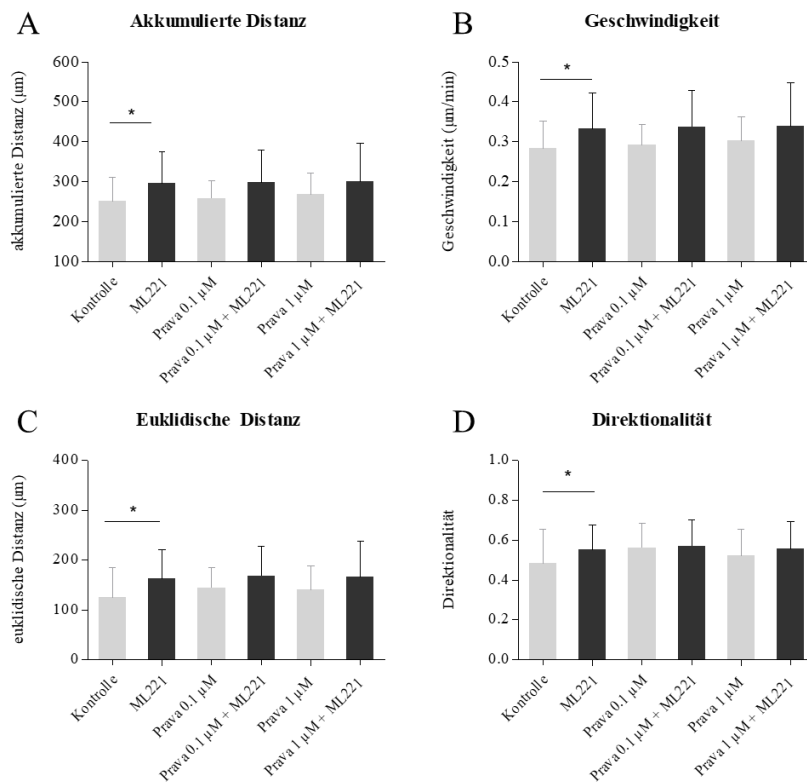 A
Akkumulierte Distanz
600
500
400
300
200
100
akkumulierte Distanz (µm)
*
Kontrolle
ML221
Prava 0.1 µM
Prava 0.1 µM + ML221
Prava 1 µM
Prava 1 µM + ML221
B
Geschwindigkeit
0.5
0.4
0.3
0.2
0.1
0.0
Geschwindigkeit (µm/min)
*
Kontrolle
ML221
Prava 0.1 µM
Prava 0.1 µM + ML221
Prava 1 µM
Prava 1 µM + ML221
C
Euklidische Distanz
400
300
200
100
0
euklidische Distanz (µm)
*
Kontrolle
ML221
Prava 0.1 µM
Prava 0.1 µM + ML221
Prava 1 µM
Prava 1 µM + ML221
D
Direktionalität
1.0
0.8
0.6
0.4
0.2
0.0
Direktionalität
*
Kontrolle
ML221
Prava 0.1 µM
Prava 0.1 µM + ML221
Prava 1 µM
Prava 1 µM + ML221